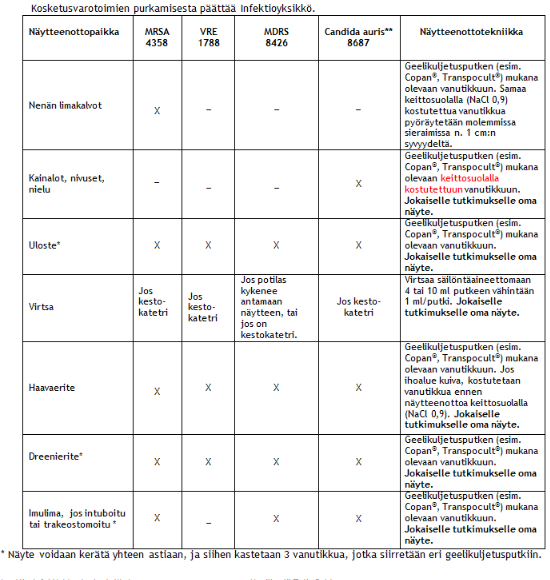 Kosketusvarotoimien purkamisesta päättää Infektioyksikkö.
Näytteenottopaikka
MRSA
4358
VRE
1788
MDRS
8426
Candida auris**
8687
Näytteenottotekniikka
Nenän limakalvot
X
–
–
–
Geelikuljetusputken (esim.
Copan®, Transpocult®) mukana
olevaan vanutikkuun. Samaa
keittosuolalla (NaCl 0,9)
kostutettua vanutikkua
pyöräytetään molemmissa
sieraimissa n. 1 cm:n
syvyydeltä.
Kainalot, nivuset,
nielu
–
–
–
X
Geelikuljetusputken (esim.
Copan®, Transpocult®) mukana
olevaan keittosuolalla
kostutettuun vanutikkuun.
Jokaiselle tutkimukselle oma
näyte.
Uloste*
X
X
X
X
Geelikuljetusputken (esim.
Copan®, Transpocult®) mukana
olevaan vanutikkuun.
Jokaiselle tutkimukselle oma
näyte.
Virtsa
Jos
kesto-
katetri
Jos
kesto-
katetri
Jos potilas
kykenee
antamaan
näytteen, tai
jos on
kestokatetri.
Jos kesto-
katetri
Virtsaa säilöntäaineettomaan
4 tai 10 ml putkeen vähintään
1 ml/putki. Jokaiselle
tutkimukselle oma näyte.
Haavaerite
X
X
X
X
Geelikuljetusputken (esim.
Copan®, Transpocult®) mukana
olevaan vanutikkuun. Jos
ihoalue kuiva, kostutetaan
vanutikkua ennen
näytteenottoa keittosuolalla
(NaCl 0,9). Jokaiselle
tutkimukselle oma näyte.
Dreenierite*
X
X
X
X
Geelikuljetusputken (esim.
Copan®, Transpocult®) mukana
olevaan vanutikkuun.
Jokaiselle tutkimukselle oma
näyte.
Imulima, jos intuboitu
tai trakeostomoitu *
X
–
X
X
Geelikuljetusputken (esim.
Copan®, Transpocult®) mukana
olevaan vanutikkuun.
Jokaiselle tutkimukselle oma
näyte.
* Näyte voidaan kerätä yhteen astiaan, ja siihen kastetaan 3 vanutikkua, jotka siirretään eri geelikuljetusputkiin.